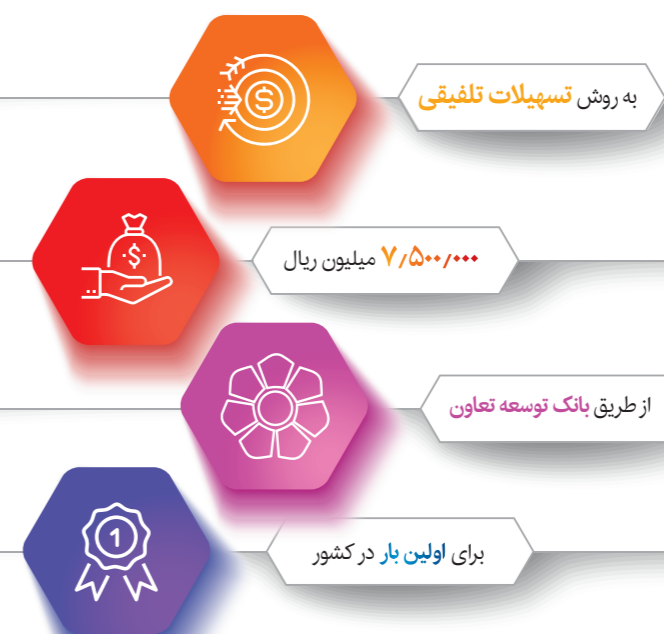 به روش تسهیلات تلفیقی
۷٫۵۰۰٫۰۰۰ میلیون ریال
از طریق بانک توسعه تعاون
برای اولین بار در کشور
1